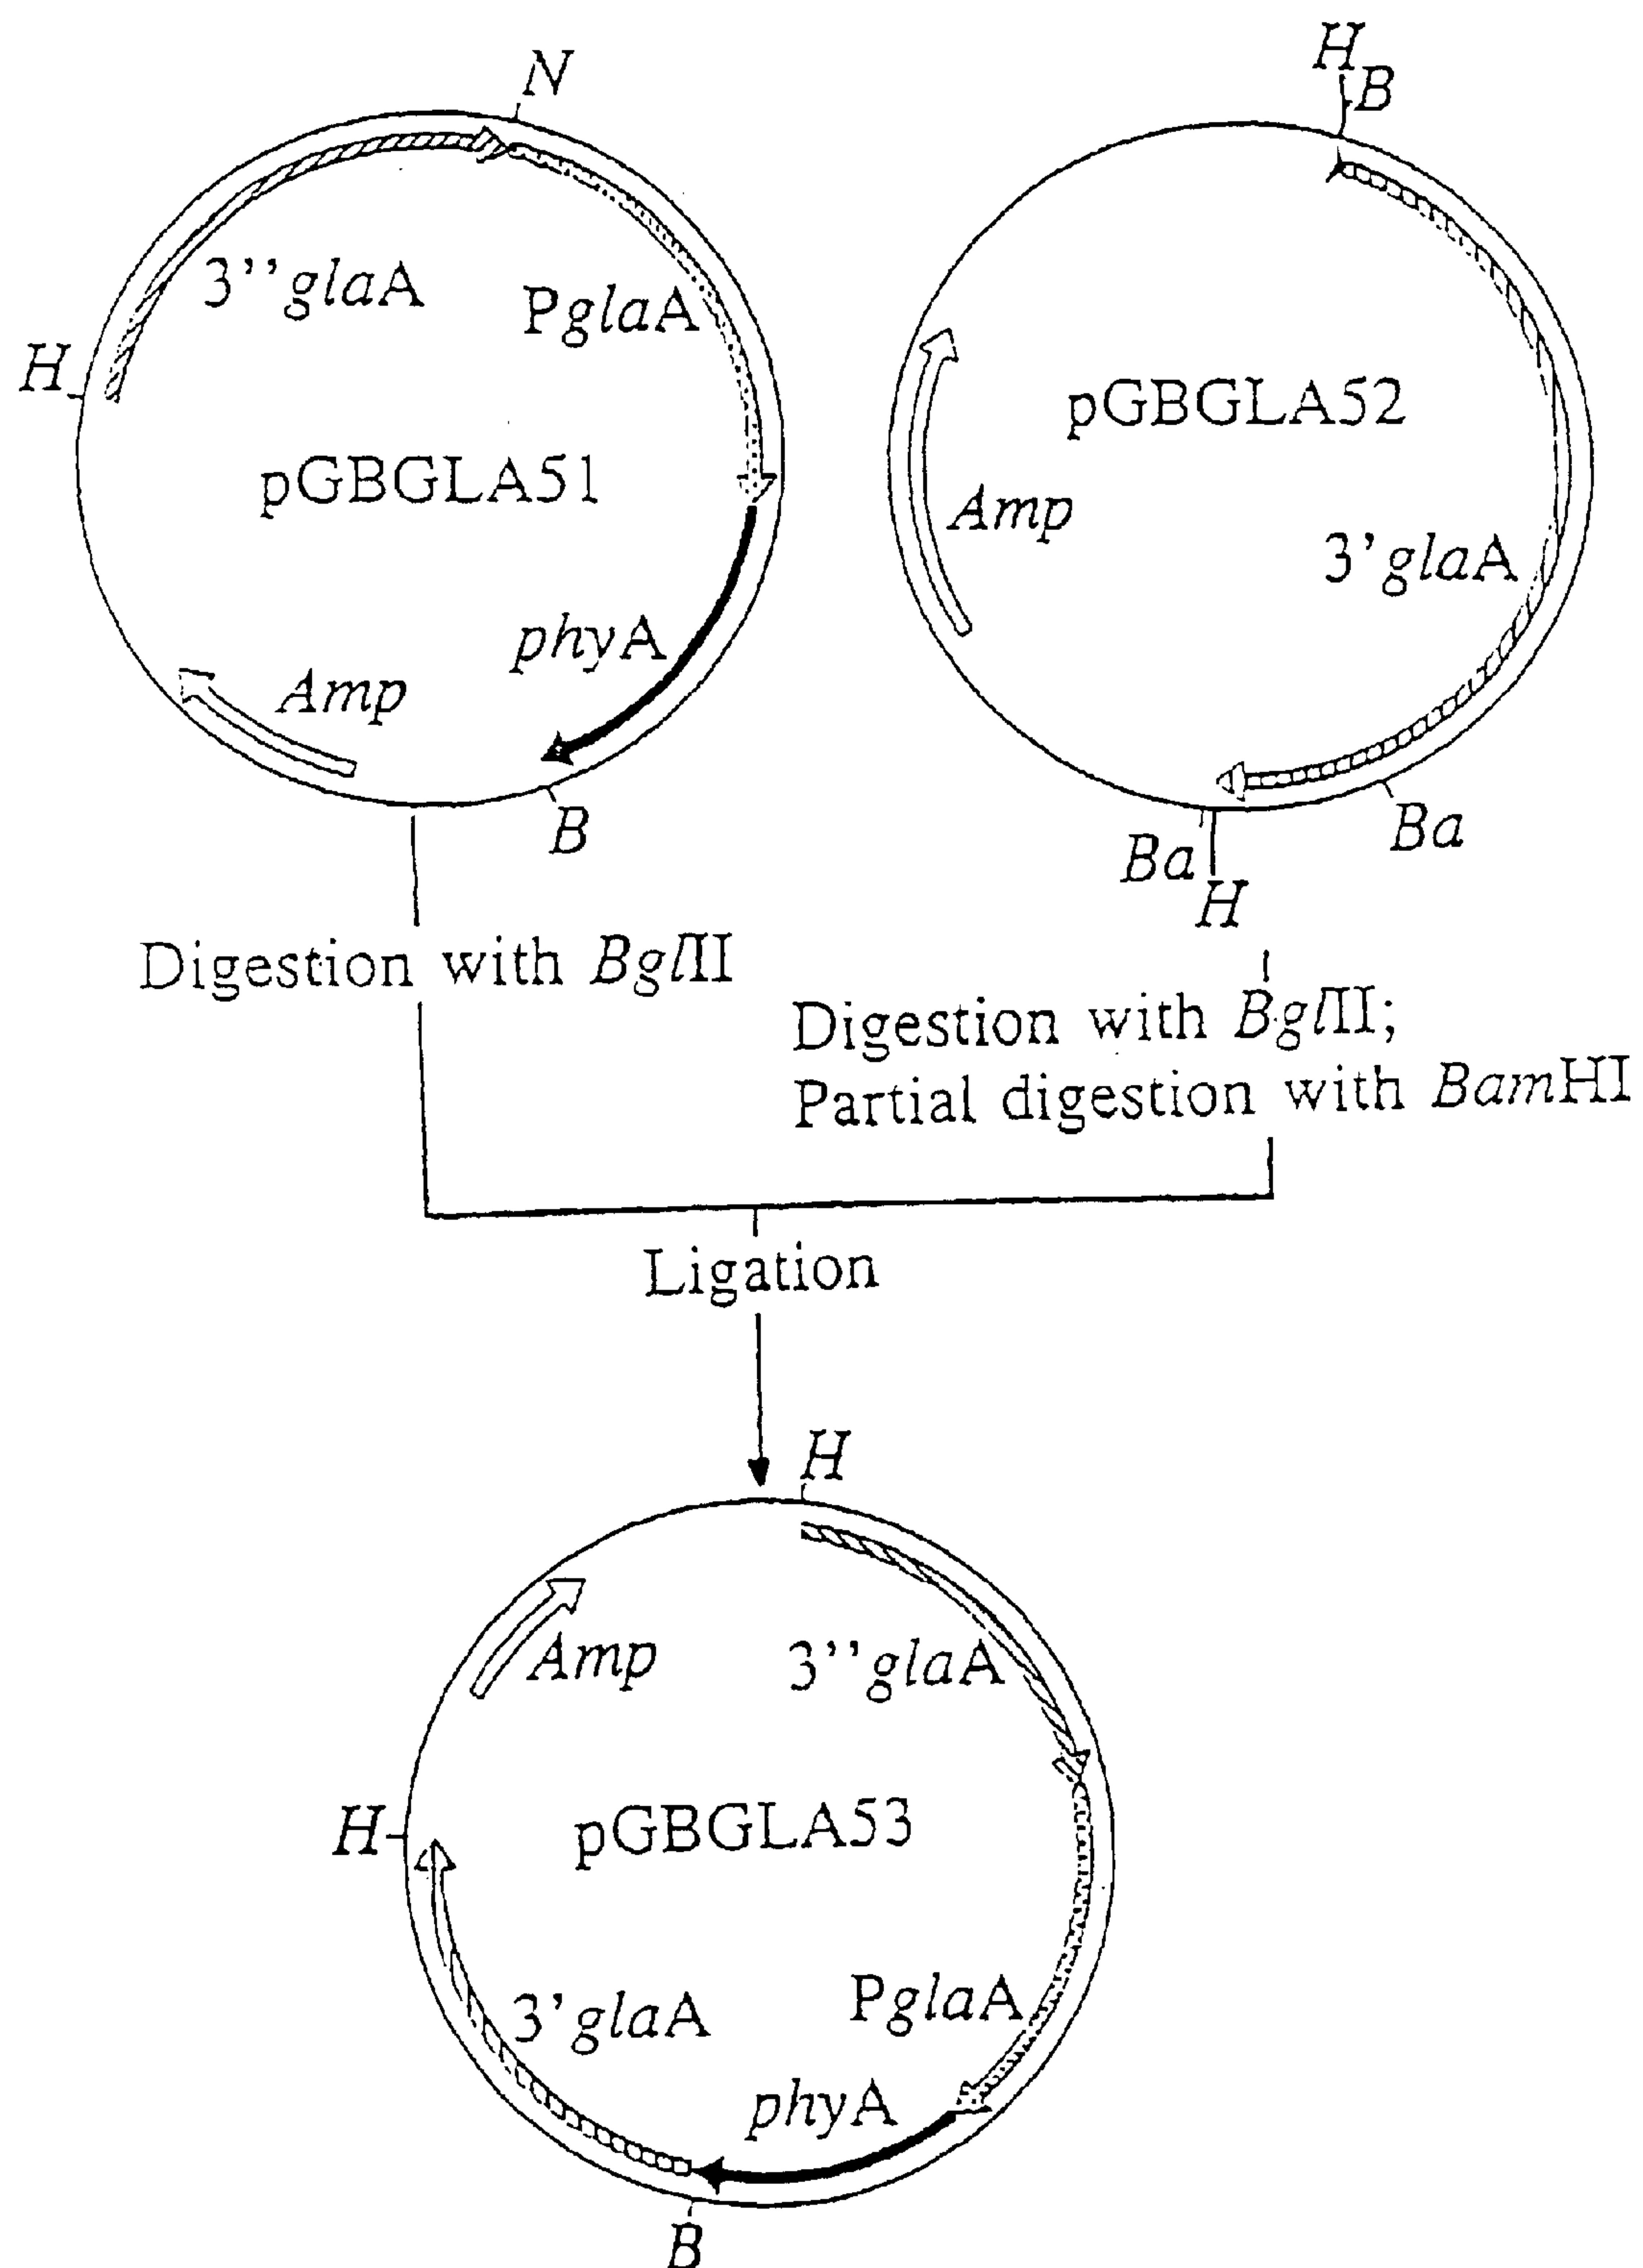 N
3''glaA
PglaA
H
pGBGLA51
phyA
Amp
B
H
B
pGBGLA52
Amp
3'glaA
Ba
Ba
H
Digestion with BglII
Digestion with BglII;
Partial digestion with BamHI
Ligation
H
Amp
3''glaA
H
pGBGLA53
PglaA
3'glaA
phyA
B